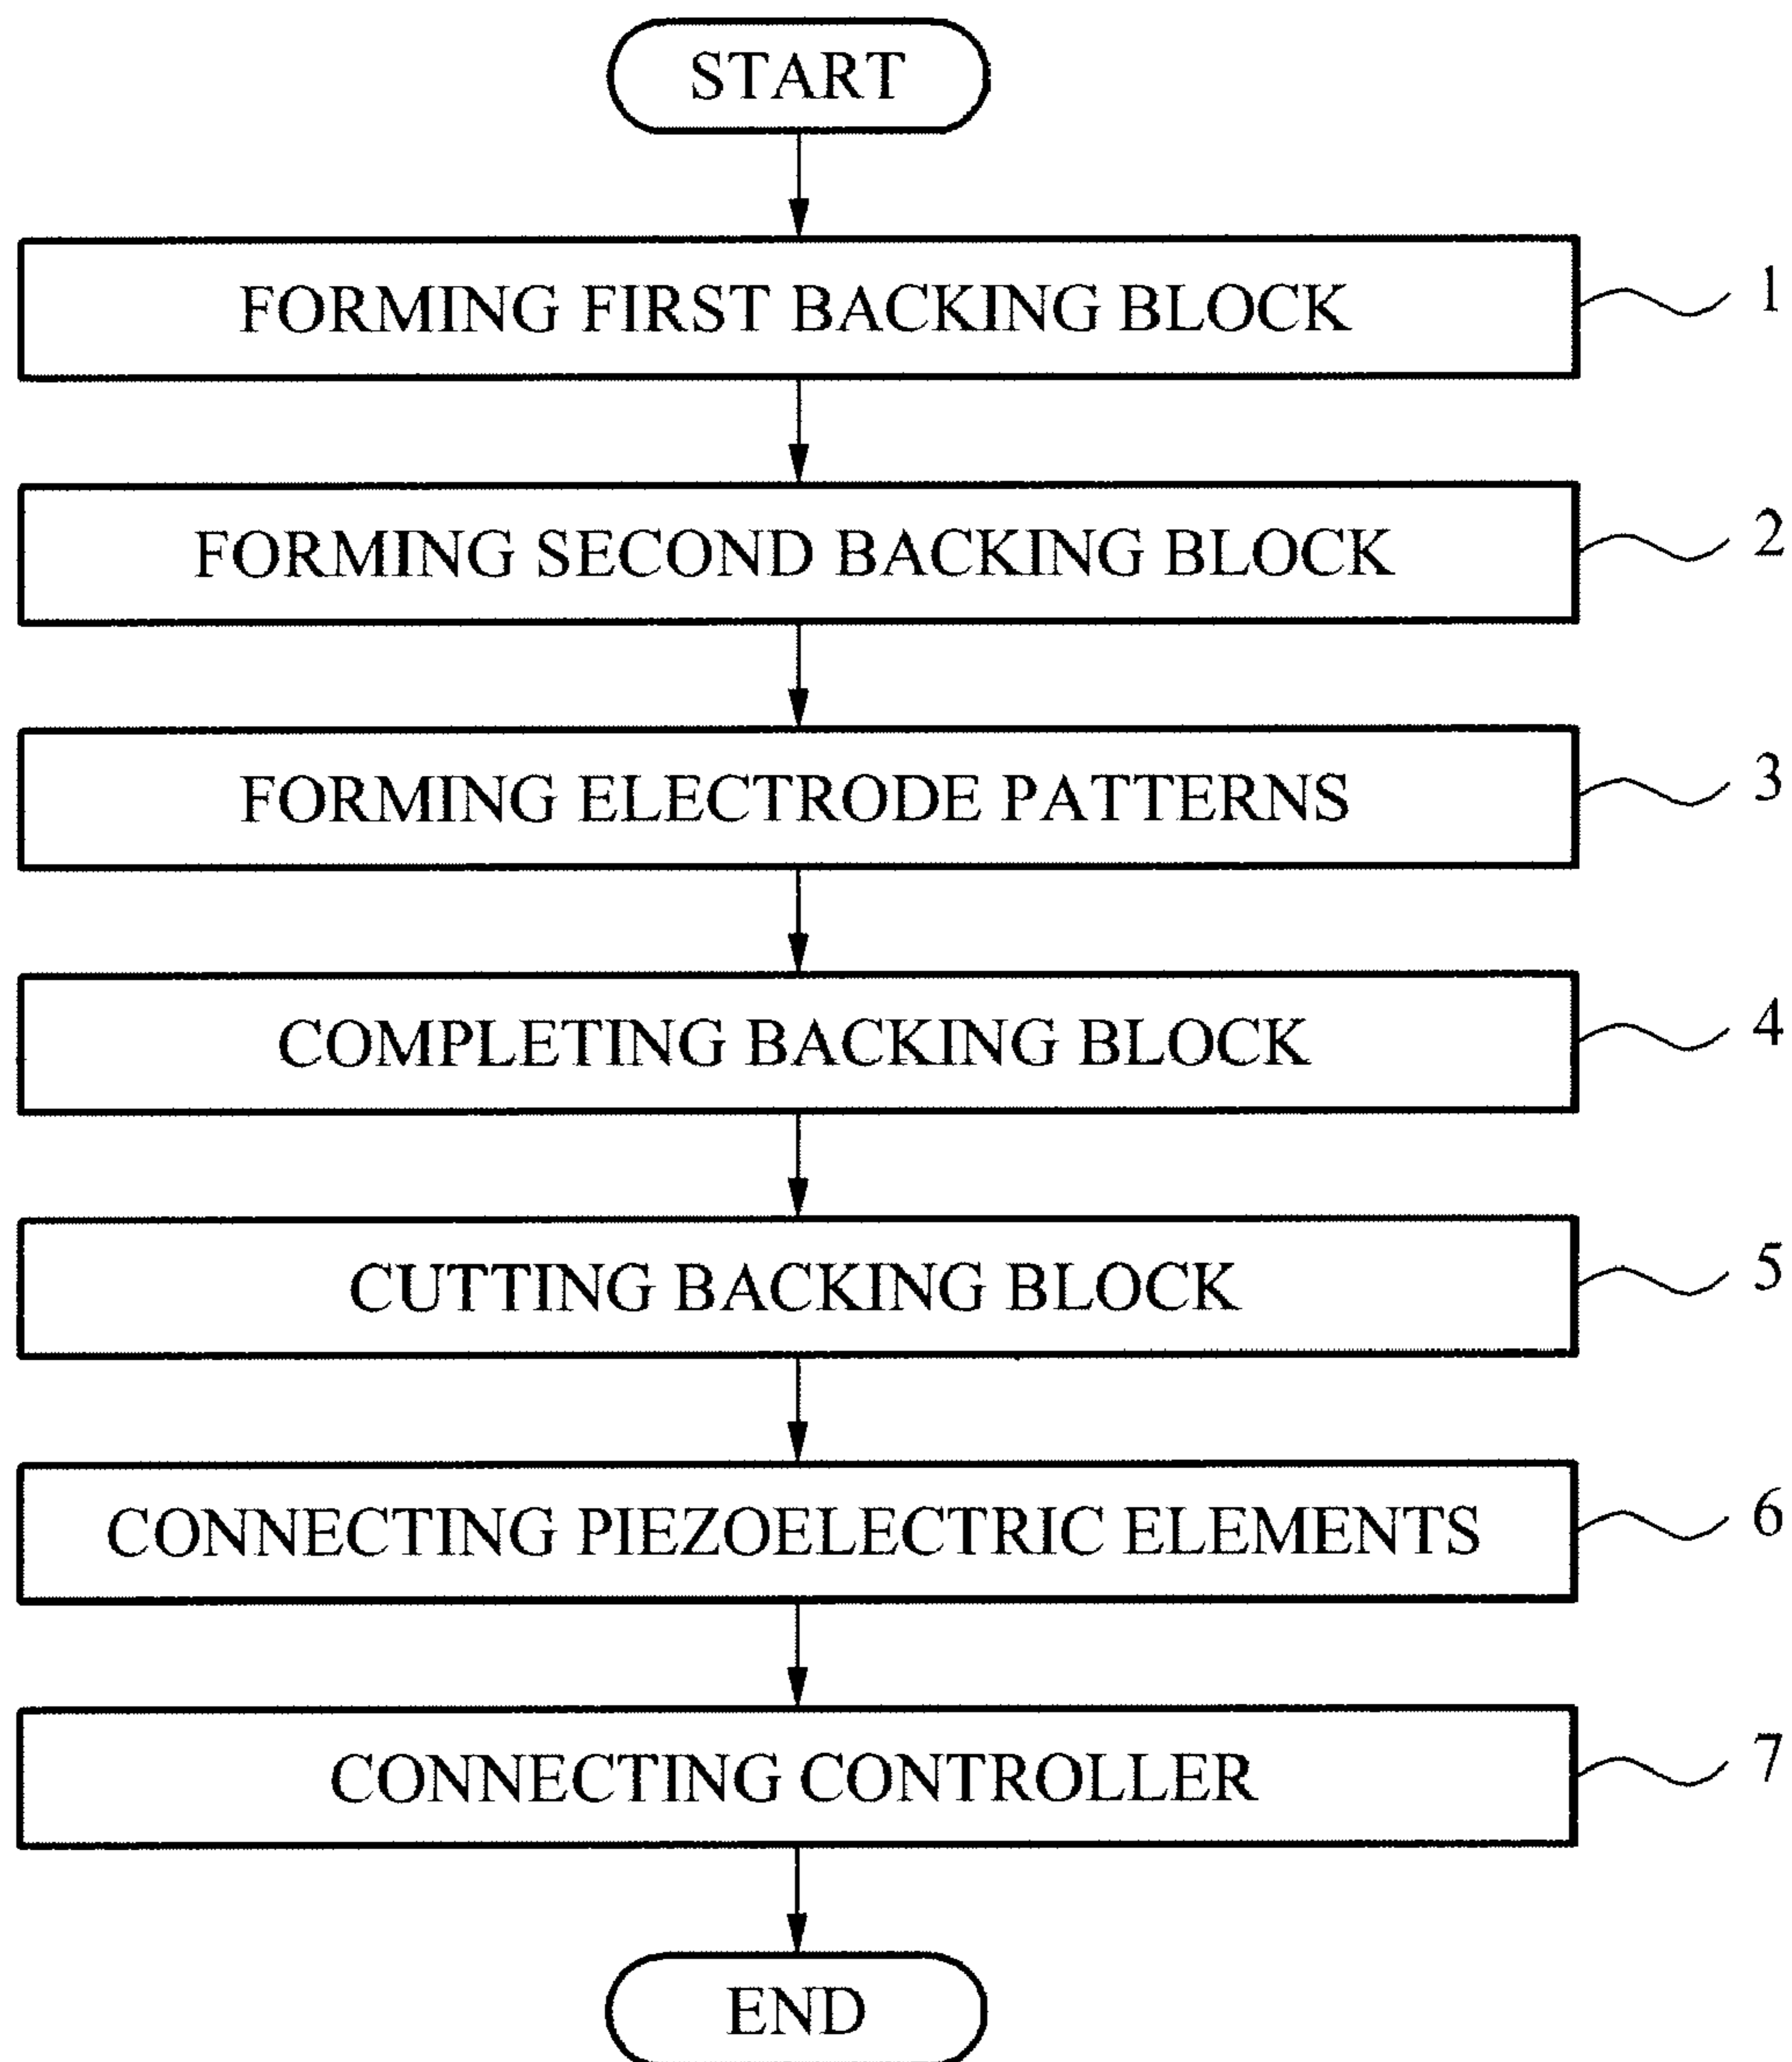 START
FORMING FIRST BACKING BLOCK
1
FORMING SECOND BACKING BLOCK
2
FORMING ELECTRODE PATTERNS
3
COMPLETING BACKING BLOCK
4
CUTTING BACKING BLOCK
5
CONNECTING PIEZOELECTRIC ELEMENTS
6
CONNECTING CONTROLLER
7
END